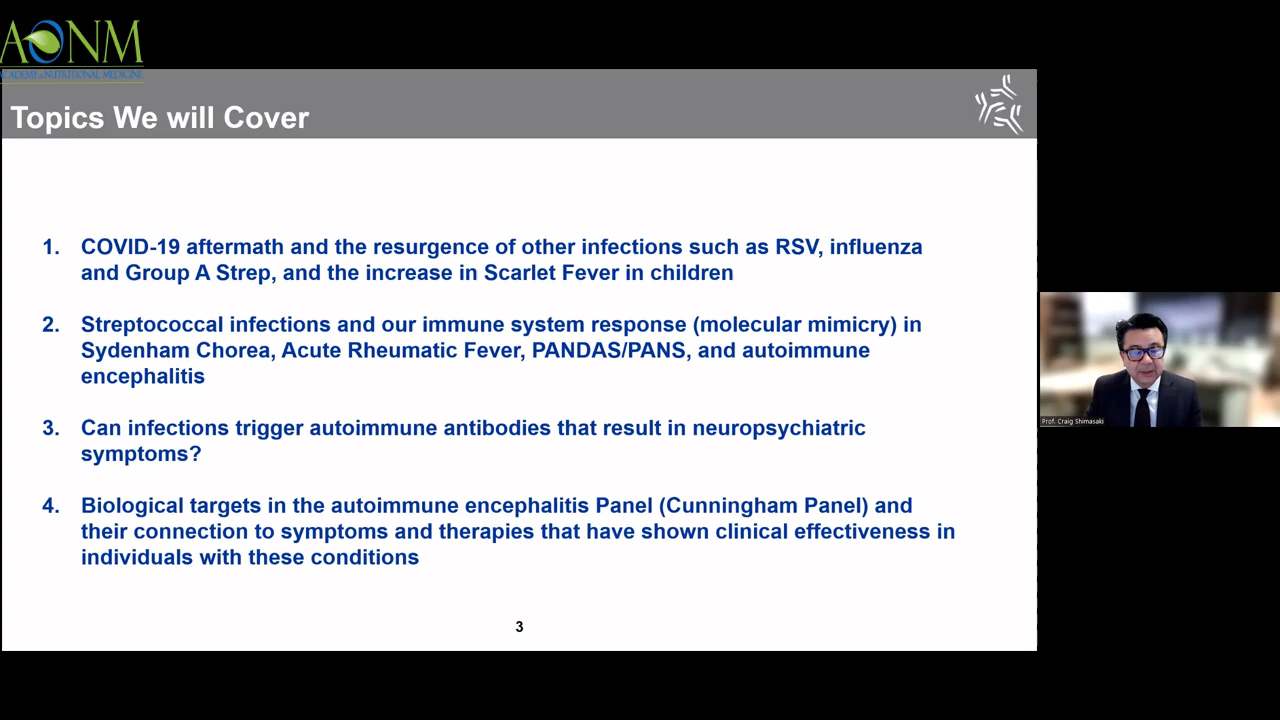 AONM
ACADEMY of NUTRITIONAL MEDICINE
Topics We will Cover
1. COVID-19 aftermath and the resurgence of other infections such as RSV, influenza
and Group A Strep, and the increase in Scarlet Fever in children
2. Streptococcal infections and our immune system response (molecular mimicry) in
Sydenham Chorea, Acute Rheumatic Fever, PANDAS/PANS, and autoimmune
encephalitis
3. Can infections trigger autoimmune antibodies that result in neuropsychiatric
symptoms?
4. Biological targets in the autoimmune encephalitis Panel (Cunningham Panel) and
their connection to symptoms and therapies that have shown clinical effectiveness in
individuals with these conditions
3
Prof. Craig Shimasaki